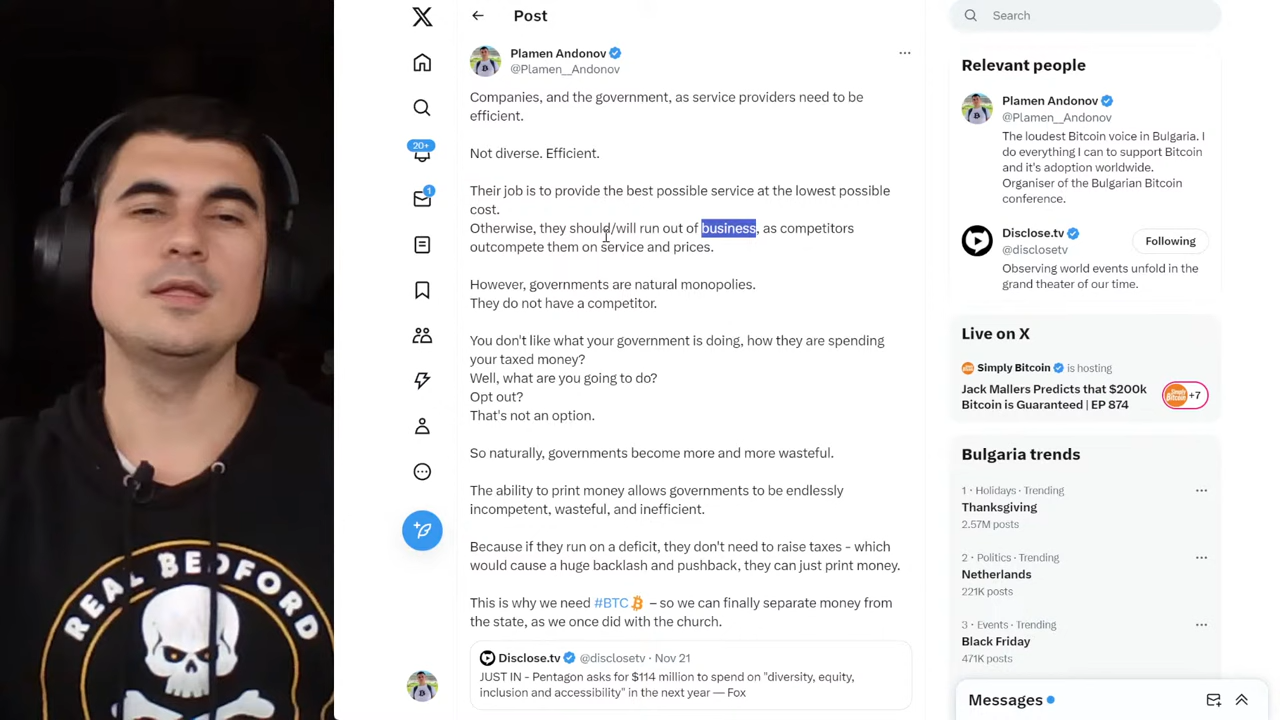 REAL BEDFORD
X
20+
1
Post
Plamen Andonov
@Plamen__Andonov
Companies, and the government, as service providers need to be
efficient.
Not diverse. Efficient.
Their job is to provide the best possible service at the lowest possible
cost.
Otherwise, they should/will run out of business, as competitors
outcompete them on service and prices.
However, governments are natural monopolies.
They do not have a competitor.
You don't like what your government is doing, how they are spending
your taxed money?
Well, what are you going to do?
Opt out?
That's not an option.
So naturally, governments become more and more wasteful.
The ability to print money allows governments to be endlessly
incompetent, wasteful, and inefficient.
Because if they run on a deficit, they don't need to raise taxes - which
would cause a huge backlash and pushback, they can just print money.
This is why we need #BTC – so we can finally separate money from
the state, as we once did with the church.
Disclose.tv @disclosetv · Nov 21
JUST IN - Pentagon asks for $114 million to spend on "diversity, equity,
inclusion and accessibility" in the next year — Fox
Search
Relevant people
Plamen Andonov
@Plamen__Andonov
The loudest Bitcoin voice in Bulgaria. I
do everything I can to support Bitcoin
and it's adoption worldwide.
Organiser of the Bulgarian Bitcoin
conference.
Disclose.tv
@disclosetv
Following
Observing world events unfold in the
grand theater of our time.
Live on X
Simply Bitcoin is hosting
Jack Mallers Predicts that $200k
Bitcoin is Guaranteed | EP 874
+7
Bulgaria trends
1 · Holidays · Trending
Thanksgiving
2.57M posts
2 · Politics · Trending
Netherlands
221K posts
3 · Events · Trending
Black Friday
471K posts
Messages